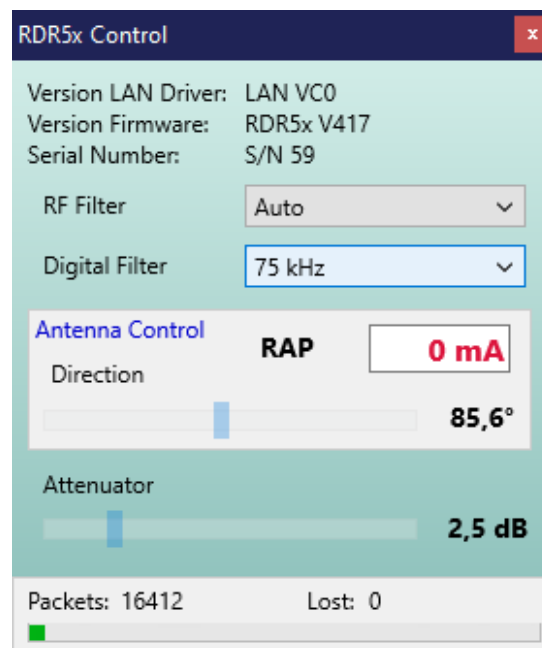 RDR5x Control x
Version LAN Driver: LAN VC0
Version Firmware: RDR5x V417
Serial Number: S/N 59
RF Filter Auto
Digital Filter 75 kHz
Antenna Control RAP 0 mA
Direction
85,6°
Attenuator
2,5 dB
Packets: 16412 Lost: 0